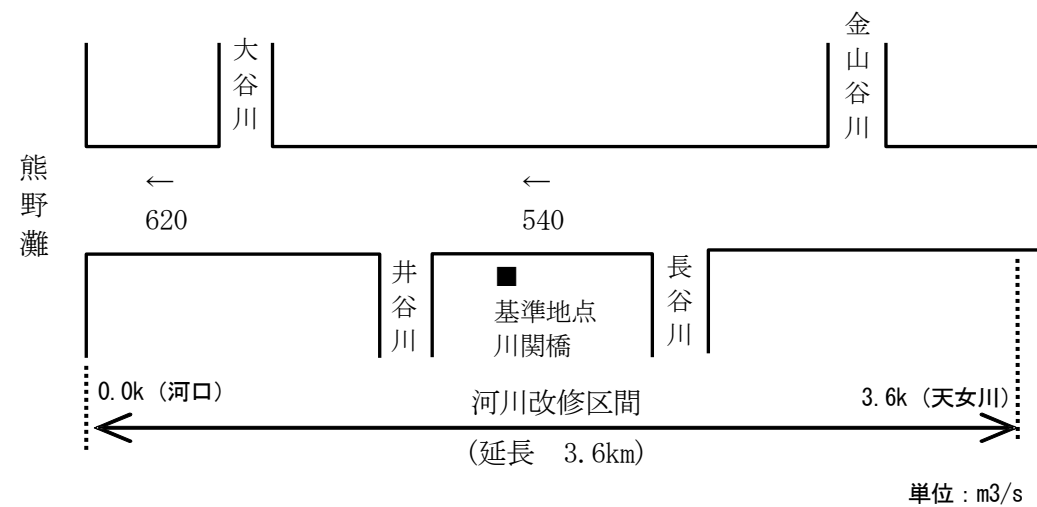 金山谷川
大谷川
熊野灘
←
620
←
540
井谷川
■
基準地点
川関橋
長谷川
0.0k (河口)
河川改修区間
3.6k (天女川)
(延長　3.6km)
単位：m3/s